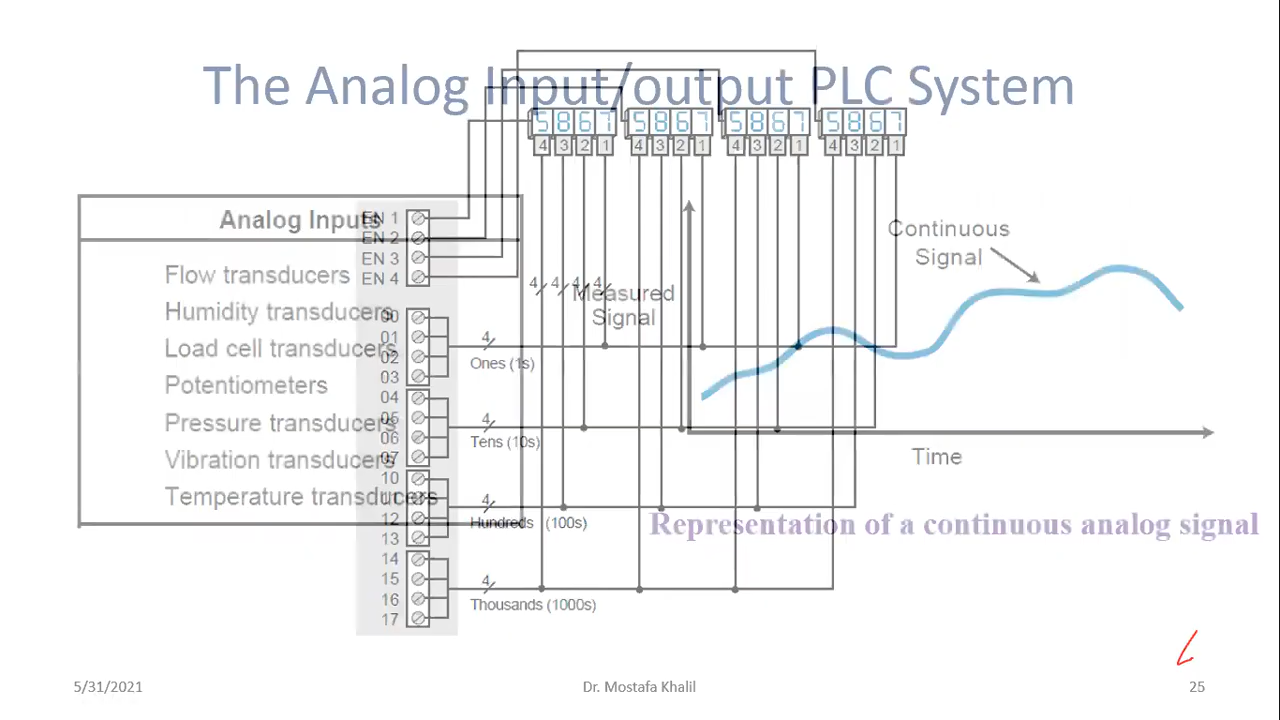 The Analog Input/output PLC System
5867 5867 5867 5867
4 3 2 1 4 3 2 1 4 3 2 1 4 3 2 1
Analog Inputs
Flow transducers
Humidity transducers
Load cell transducers
Potentiometers
Pressure transducers
Vibration transducers
Temperature transducers
EN 1
EN 2
EN 3
EN 4
00
01
02
03
04
05
06
07
10
11
12
13
14
15
16
17
4 4 4 4
4
Ones (1s)
4
Tens (10s)
4
Hundreds (100s)
4
Thousands (1000s)
Measured
Signal
Continuous
Signal
Time
Representation of a continuous analog signal
5/31/2021
Dr. Mostafa Khalil
25